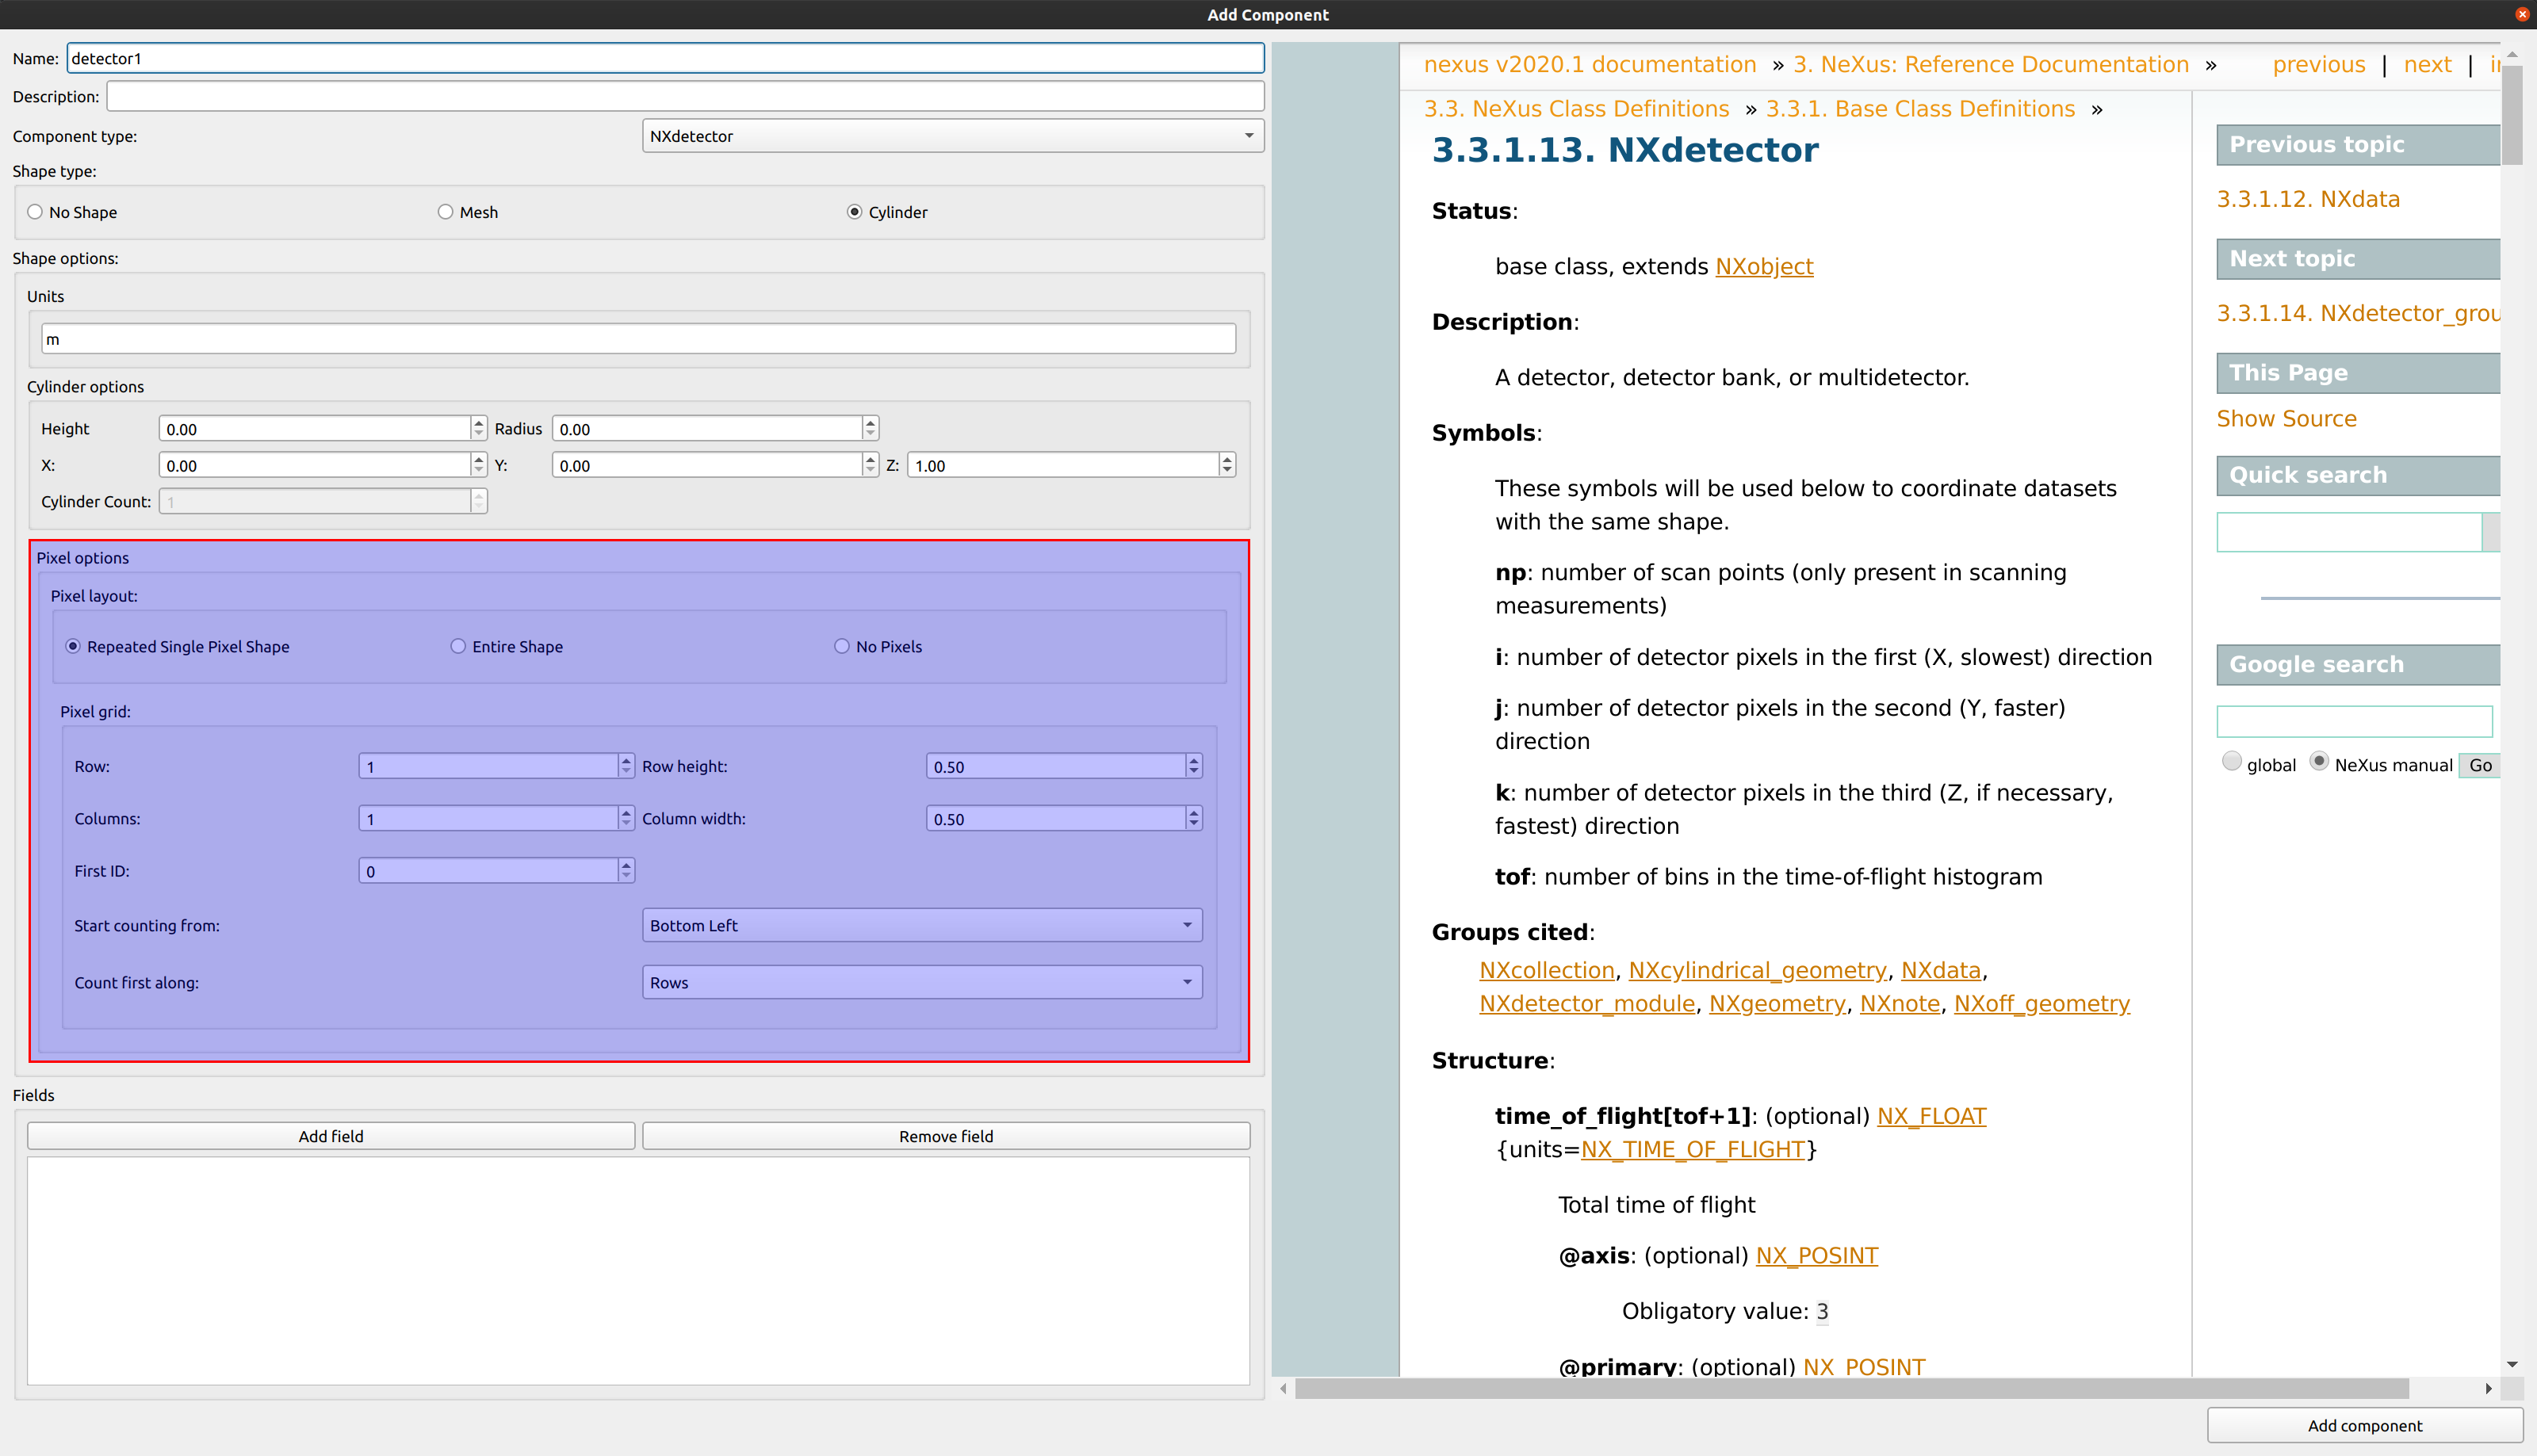 Add Component
Name: detector1
Description:
Component type: NXdetector
Shape type:
No Shape Mesh Cylinder
Shape options:
Units
m
Cylinder options
Height 0.00 Radius 0.00
X: 0.00 Y: 0.00 Z: 1.00
Cylinder Count: 1
Pixel options
Pixel layout:
Repeated Single Pixel Shape Entire Shape No Pixels
Pixel grid:
Row: 1 Row height: 0.50
Columns: 1 Column width: 0.50
First ID: 0
Start counting from: Bottom Left
Count first along: Rows
Fields
Add field Remove field
nexus v2020.1 documentation » 3. NeXus: Reference Documentation » previous | next |
3.3. NeXus Class Definitions » 3.3.1. Base Class Definitions »
3.3.1.13. NXdetector
Status:
base class, extends NXobject
Description:
A detector, detector bank, or multidetector.
Symbols:
These symbols will be used below to coordinate datasets
with the same shape.
np: number of scan points (only present in scanning
measurements)
i: number of detector pixels in the first (X, slowest) direction
j: number of detector pixels in the second (Y, faster)
direction
k: number of detector pixels in the third (Z, if necessary,
fastest) direction
tof: number of bins in the time-of-flight histogram
Groups cited:
NXcollection, NXcylindrical_geometry, NXdata,
NXdetector_module, NXgeometry, NXnote, NXoff_geometry
Structure:
time_of_flight[tof+1]: (optional) NX_FLOAT
{units=NX_TIME_OF_FLIGHT}
Total time of flight
@axis: (optional) NX_POSINT
Obligatory value: 3
@primary: (optional) NX_POSINT
Previous topic
3.3.1.12. NXdata
Next topic
3.3.1.14. NXdetector_grou
This Page
Show Source
Quick search
Google search
global NeXus manual Go
Add component